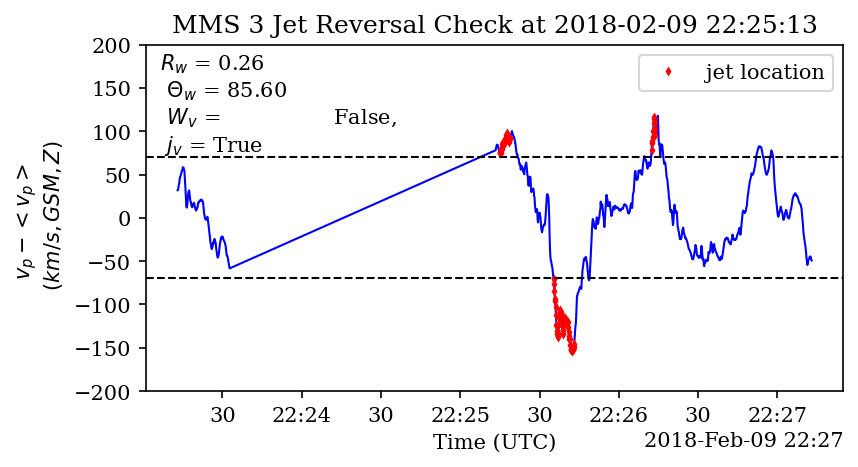 MMS 3 Jet Reversal Check at 2018-02-09 22:25:13
R_w = 0.26
Θ_w = 85.60
W_v = False,
j_v = True
jet location
v_p − < v_p >
(km/s, GSM, Z)
200
150
100
50
0
−50
−100
−150
−200
30 22:24 30 22:25 30 22:26 30 22:27
Time (UTC)
2018-Feb-09 22:27